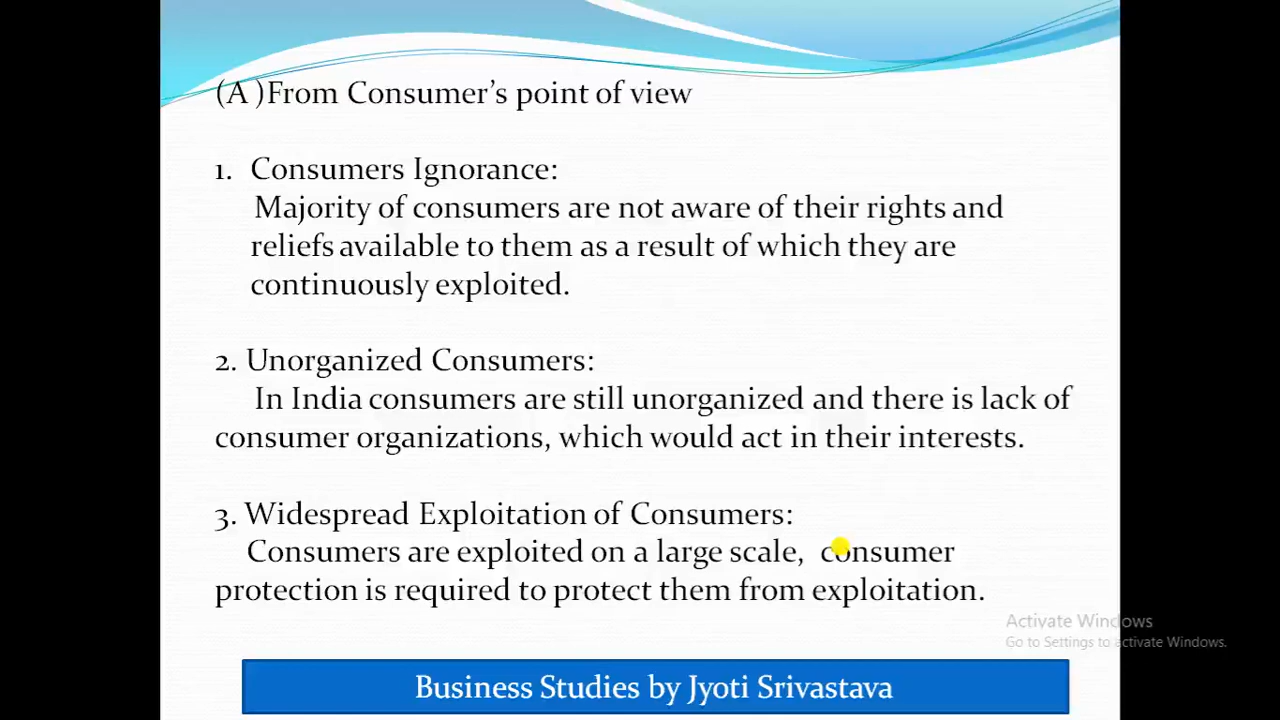 (A )From Consumer's point of view
1. Consumers Ignorance:
Majority of consumers are not aware of their rights and
reliefs available to them as a result of which they are
continuously exploited.
2. Unorganized Consumers:
In India consumers are still unorganized and there is lack of
consumer organizations, which would act in their interests.
3. Widespread Exploitation of Consumers:
Consumers are exploited on a large scale, consumer
protection is required to protect them from exploitation.
Activate Windows
Go to Settings to activate Windows.
Business Studies by Jyoti Srivastava